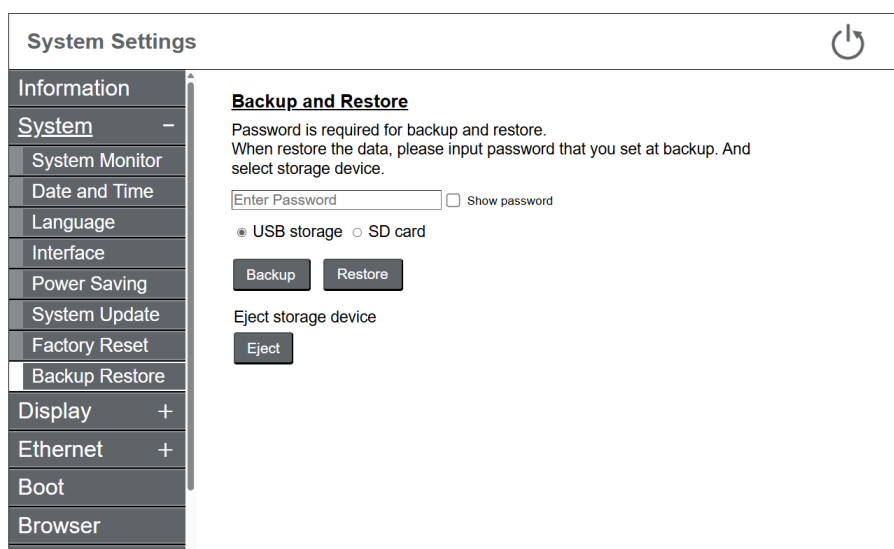 System Settings
Information
System −
System Monitor
Date and Time
Language
Interface
Power Saving
System Update
Factory Reset
Backup Restore
Display +
Ethernet +
Boot
Browser
Backup and Restore
Password is required for backup and restore.
When restore the data, please input password that you set at backup. And
select storage device.
Enter Password Show password
USB storage SD card
Backup Restore
Eject storage device
Eject